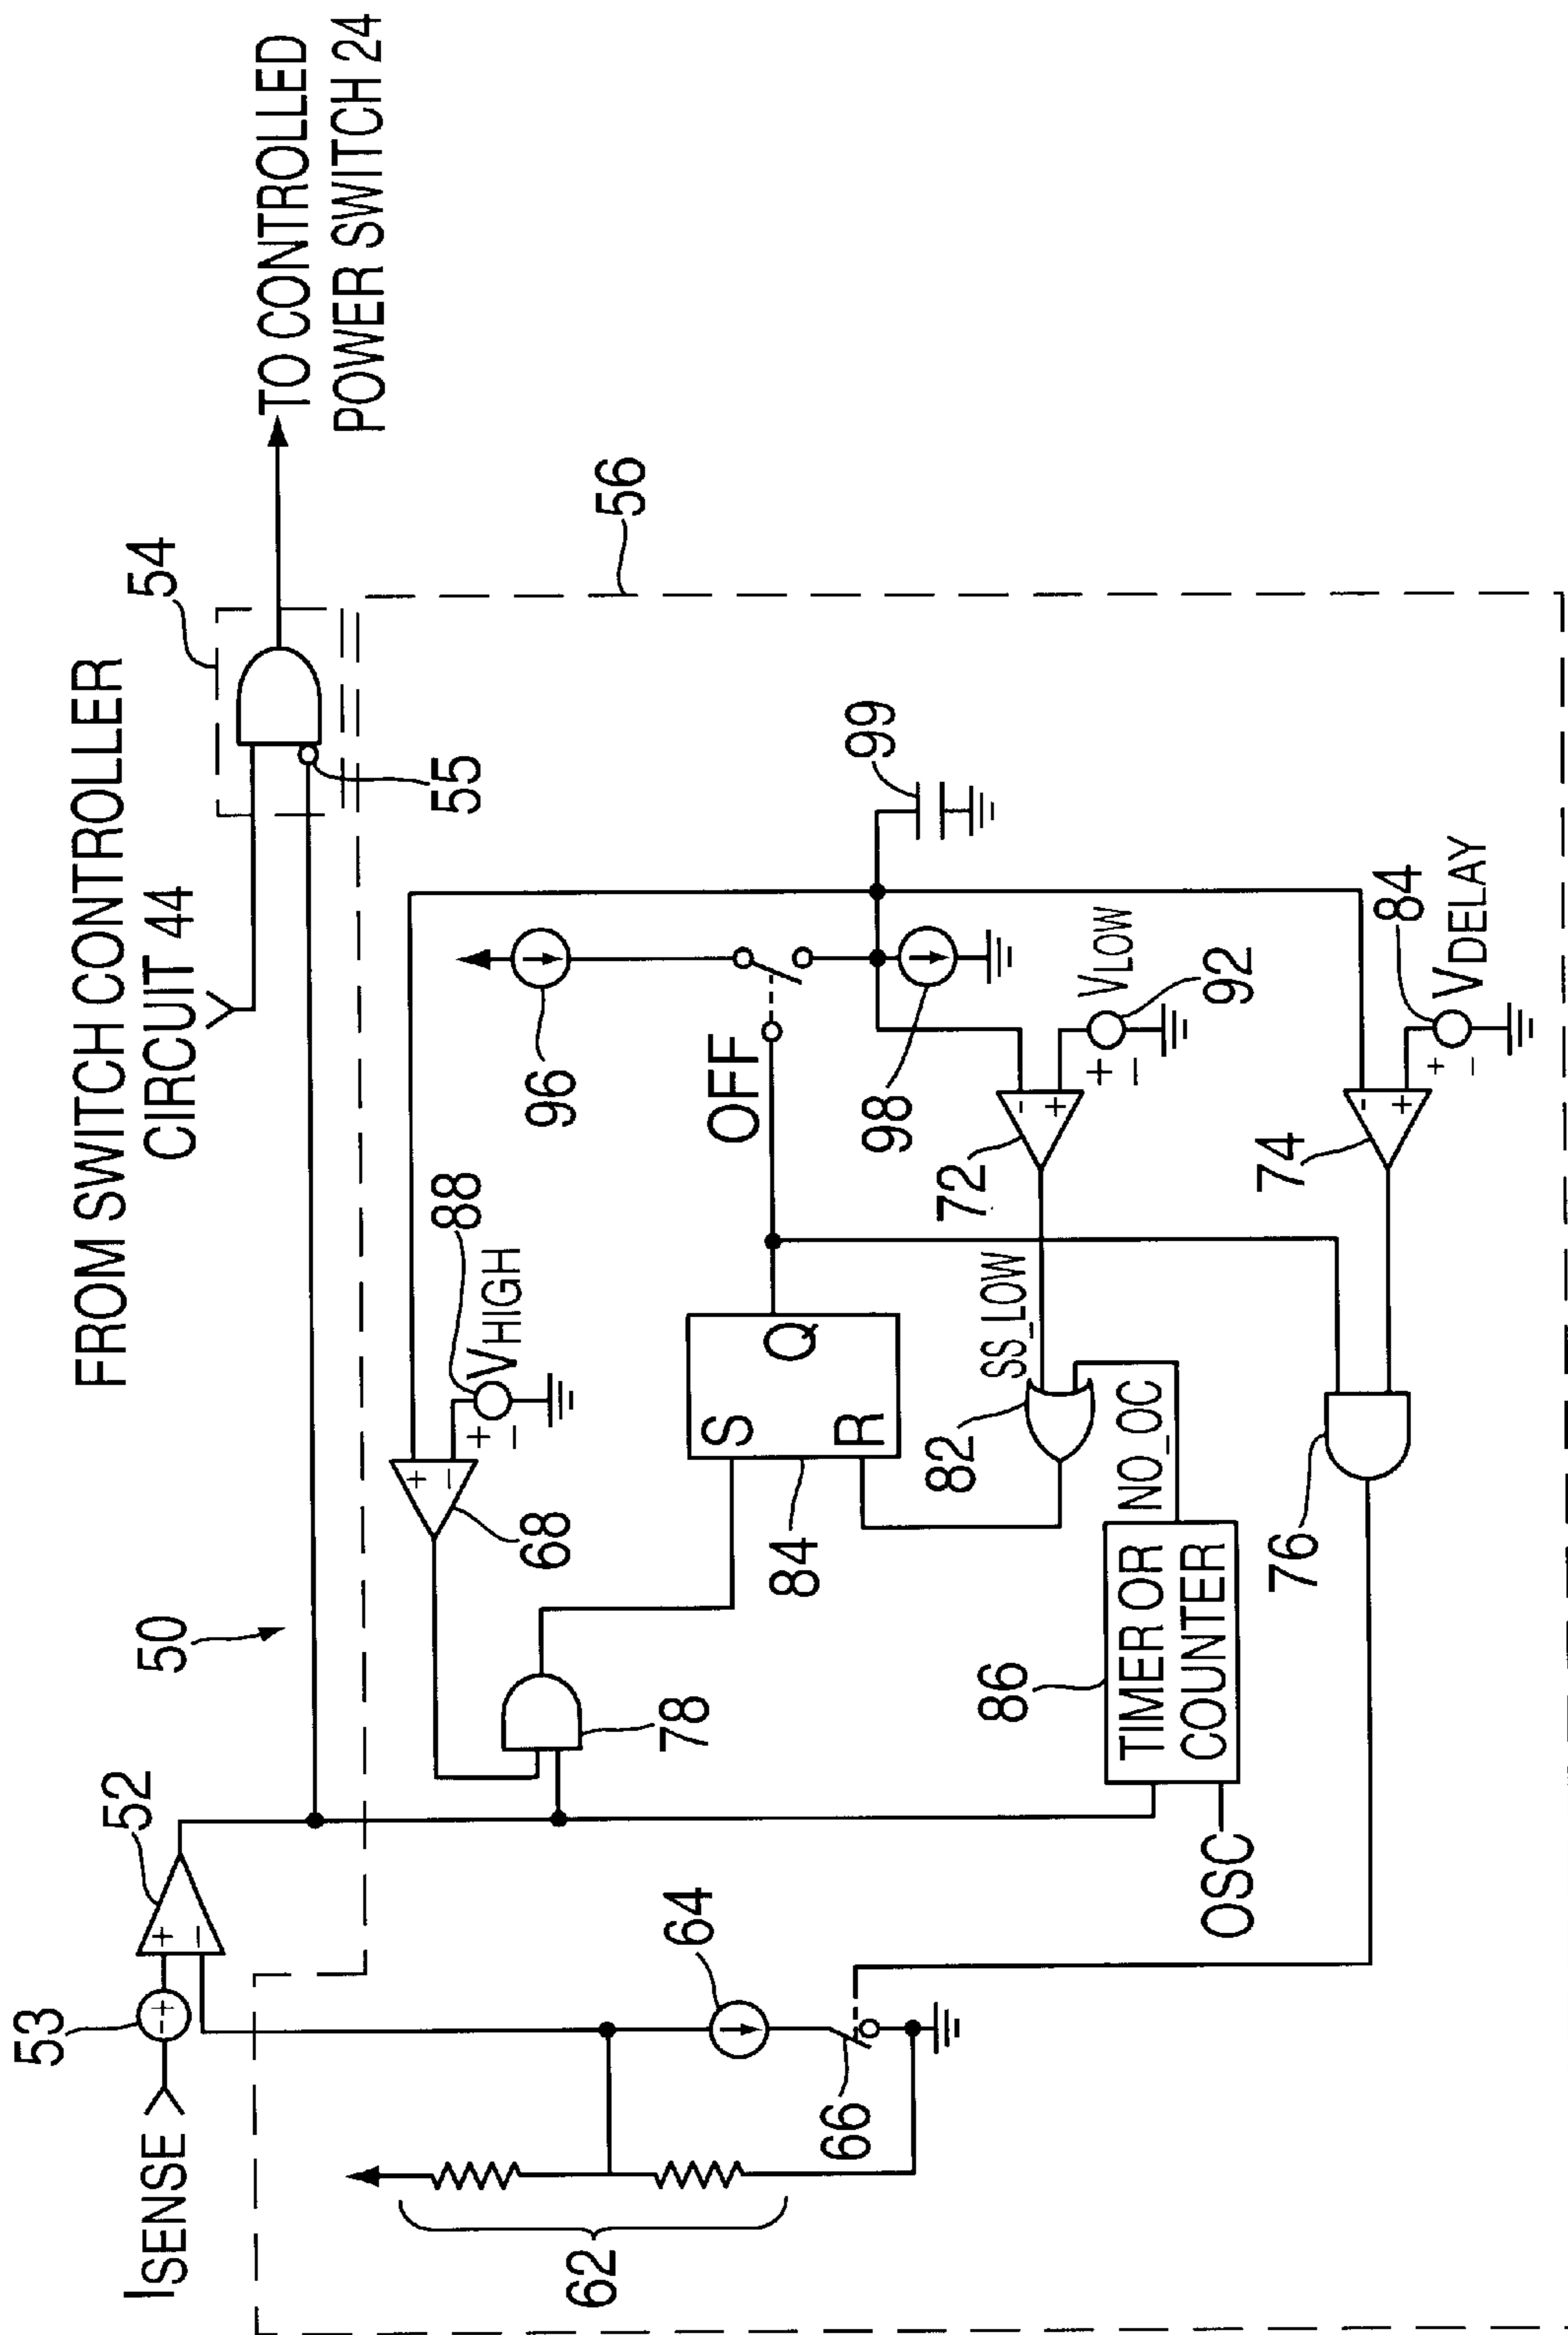 FROM SWITCH CONTROLLER
CIRCUIT 44
54
TO CONTROLLED
POWER SWITCH 24
55
50
52
53
ISENSE
+
−
- +
56
88
VHIGH
+
−
68
+
−
78
96
OFF
99
S
Q
R
84
98
VLOW
92
+
−
72
-
+
SS_LOW
82
NO_OC
86
TIMER OR
COUNTER
OSC
64
66
62
84
VDELAY
+
−
74
-
+
76